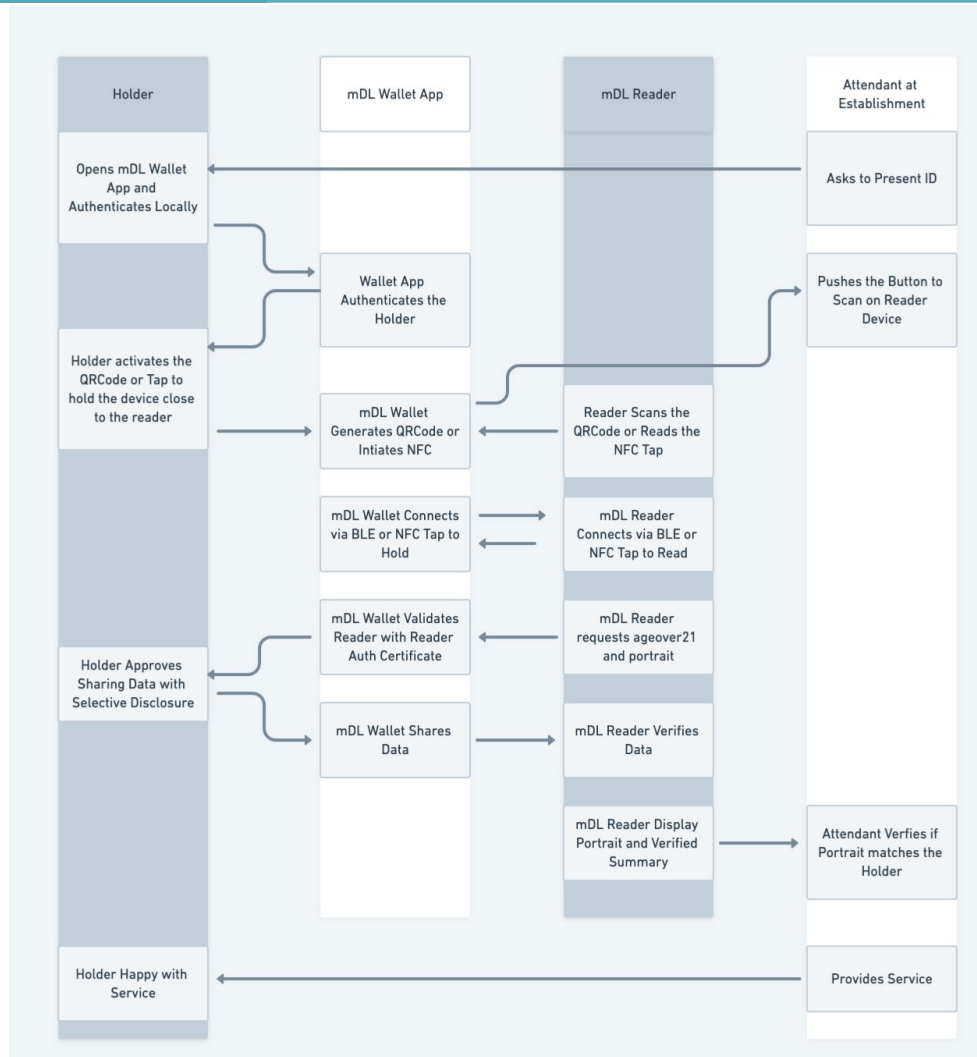 Holder
mDL Wallet App
mDL Reader
Attendant at
Establishment
Opens mDL Wallet
App and
Authenticates Locally
Asks to Present ID
Wallet App
Authenticates the
Holder
Pushes the Button to
Scan on Reader
Device
Holder activates the
QRCode or Tap to
hold the device close
to the reader
mDL Wallet
Generates QRCode or
Intiates NFC
Reader Scans the
QRCode or Reads the
NFC Tap
mDL Wallet Connects
via BLE or NFC Tap to
Hold
mDL Reader
Connects via BLE or
NFC Tap to Read
mDL Wallet Validates
Reader with Reader
Auth Certificate
mDL Reader
requests ageover21
and portrait
Holder Approves
Sharing Data with
Selective Disclosure
mDL Wallet Shares
Data
mDL Reader Verifies
Data
mDL Reader Display
Portrait and Verified
Summary
Attendant Verfies if
Portrait matches the
Holder
Holder Happy with
Service
Provides Service